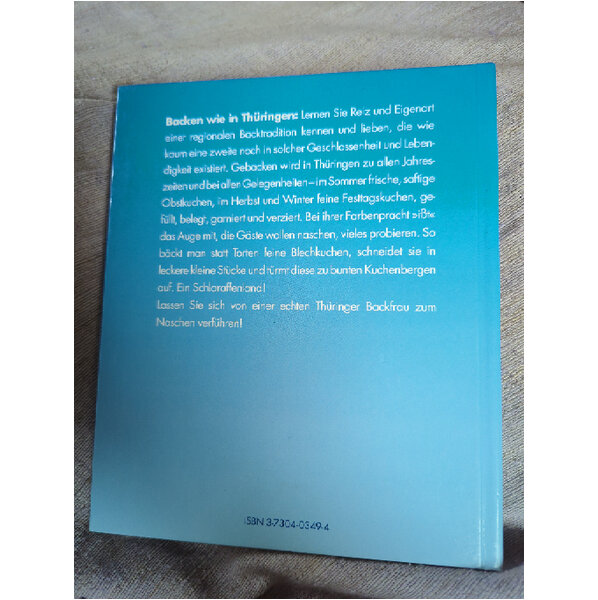 Backen wie in Thüringen: Lernen Sie Reiz und Eigenart
einer regionalen Backtradition kennen und lieben, die wie
kaum eine zweite noch in solcher Geschlossenheit und Leben-
digkeit existiert. Gebacken wird in Thüringen zu allen Jahres-
zeiten und bei allen Gelegenheiten – im Sommer frische, saftige
Obstkuchen, im Herbst und Winter feine Festtagskuchen, ge-
füllt, belegt, garniert und verziert. Bei ihrer Farbenpracht »ißt«
das Auge mit, die Gäste wollen naschen, vieles probieren. So
bäckt man statt Torten feine Blechkuchen, schneidet sie in
leckere kleine Stücke und türmt diese zu bunten Kuchenbergen
auf. Ein Schlaraffenland!
Lassen Sie sich von einer echten Thüringer Backfrau zum
Naschen verführen!
ISBN 3-7304-0349-4